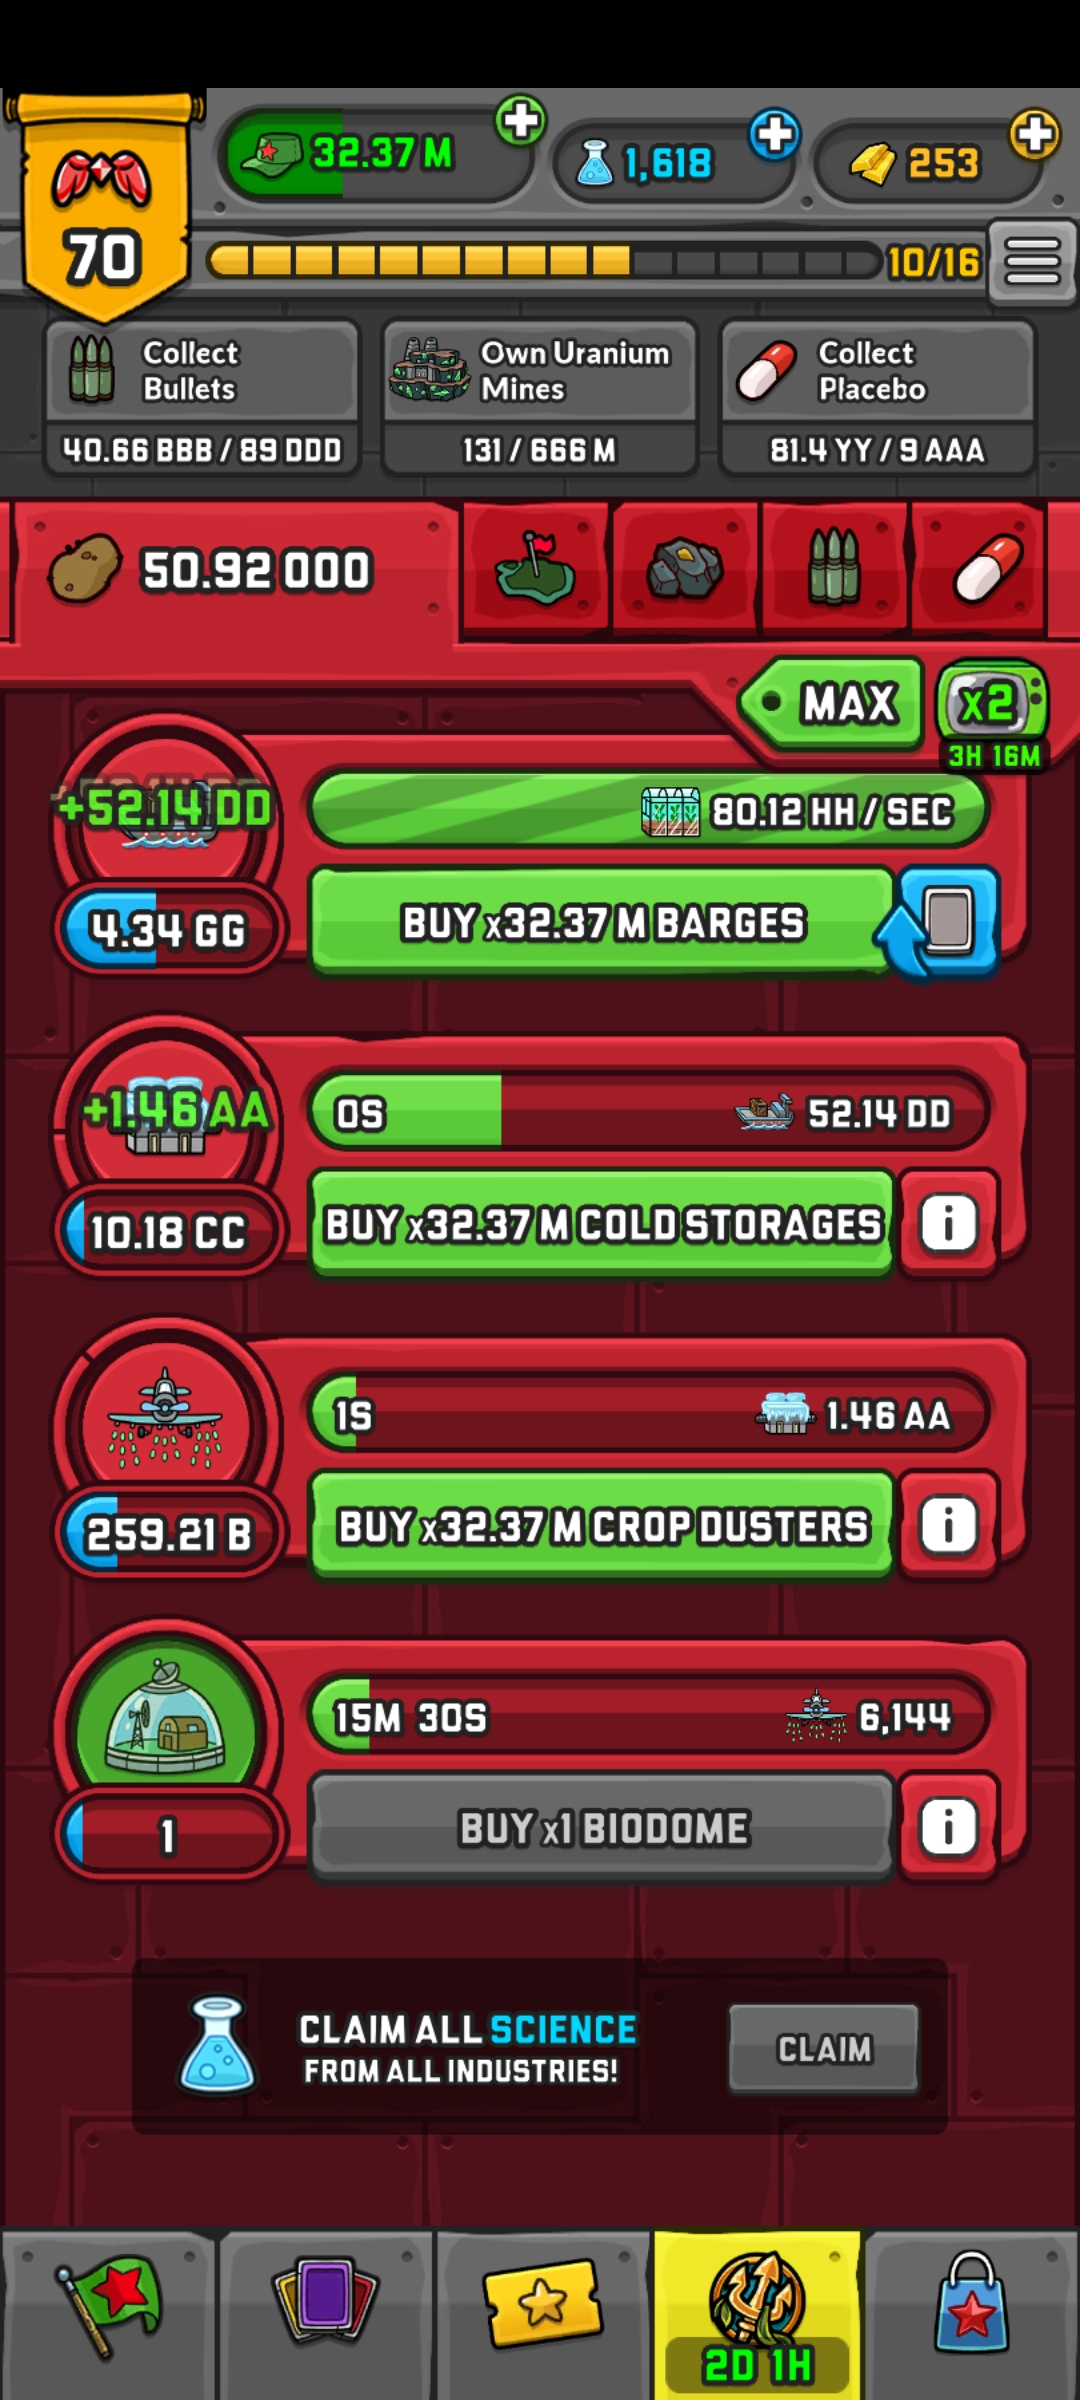 32.37 M
1,618
253
70
10/16
Collect
Bullets
40.66 BBB / 89 DDD
Own Uranium
Mines
131 / 666 M
Collect
Placebo
81.4 YY / 9 AAA
50.92 OOO
MAX
x2
3H 16M
+52.14 DD
80.12 HH / SEC
4.34 GG
BUY x32.37 M BARGES
+1.46 AA
0S
52.14 DD
10.18 CC
BUY x32.37 M COLD STORAGES
i
1S
1.46 AA
259.21 B
BUY x32.37 M CROP DUSTERS
i
15M 30S
6,144
1
BUY x1 BIODOME
i
CLAIM ALL SCIENCE
FROM ALL INDUSTRIES!
CLAIM
2D 1H